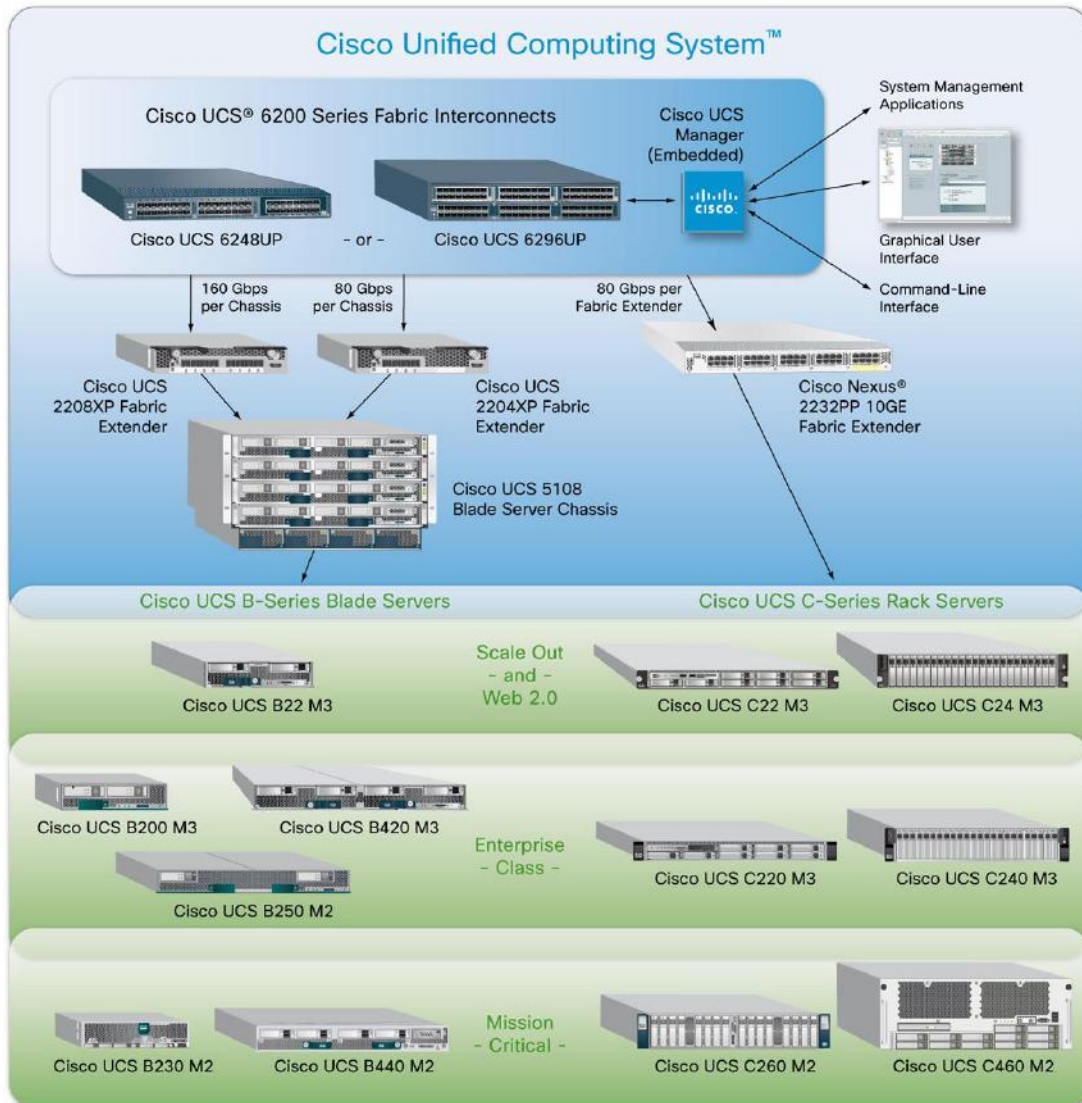 Cisco Unified Computing System™
Cisco UCS® 6200 Series Fabric Interconnects
Cisco UCS 6248UP
- or -
Cisco UCS 6296UP
Cisco UCS
Manager
(Embedded)
CISCO.
System Management
Applications
Graphical User
Interface
Command-Line
Interface
160 Gbps
per Chassis
80 Gbps
per Chassis
80 Gbps per
Fabric Extender
Cisco UCS
2208XP Fabric
Extender
Cisco UCS
2204XP Fabric
Extender
Cisco Nexus®
2232PP 10GE
Fabric Extender
Cisco UCS 5108
Blade Server Chassis
Cisco UCS B-Series Blade Servers
Cisco UCS C-Series Rack Servers
Scale Out
- and -
Web 2.0
Cisco UCS B22 M3
Cisco UCS C22 M3
Cisco UCS C24 M3
Cisco UCS B200 M3
Cisco UCS B420 M3
Cisco UCS B250 M2
Enterprise
- Class -
Cisco UCS C220 M3
Cisco UCS C240 M3
Cisco UCS B230 M2
Cisco UCS B440 M2
Mission
- Critical -
Cisco UCS C260 M2
Cisco UCS C460 M2